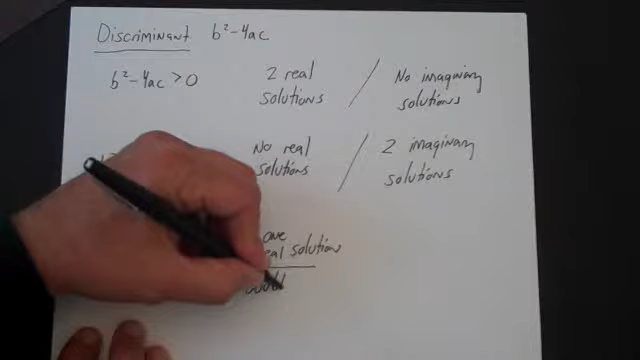 Discriminant b²-4ac
b²-4ac > 0 2 real solutions / No imaginary solutions
No real solutions / 2 imaginary solutions
one
real solutions